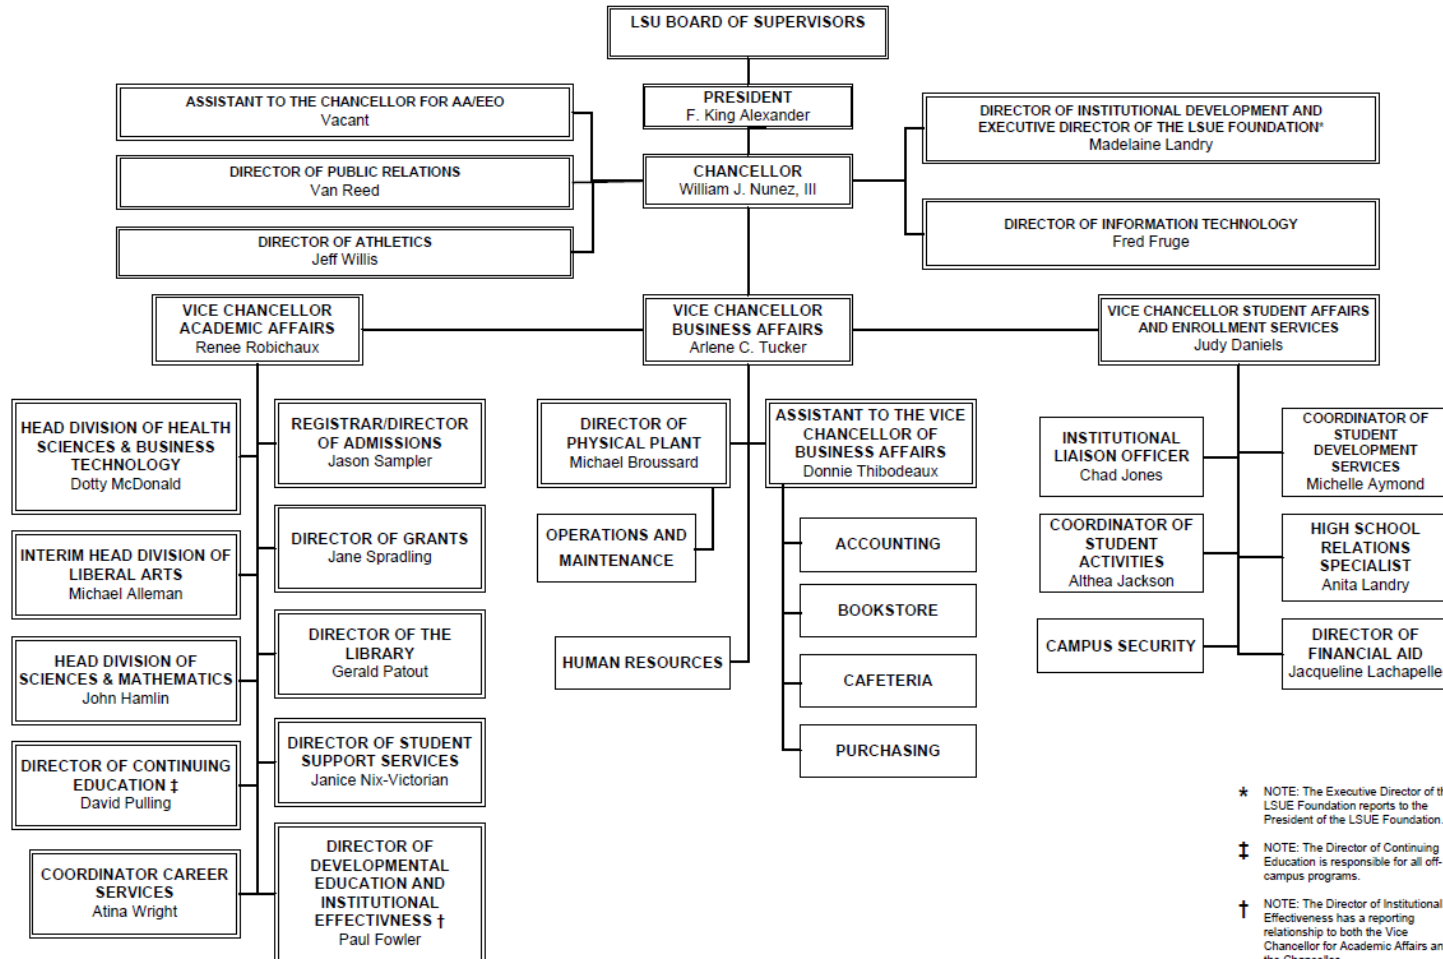 LSU BOARD OF SUPERVISORS
PRESIDENT
F. King Alexander
ASSISTANT TO THE CHANCELLOR FOR AA/EEO
Vacant
DIRECTOR OF INSTITUTIONAL DEVELOPMENT AND
EXECUTIVE DIRECTOR OF THE LSUE FOUNDATION*
Madelaine Landry
CHANCELLOR
William J. Nunez, III
DIRECTOR OF PUBLIC RELATIONS
Van Reed
DIRECTOR OF INFORMATION TECHNOLOGY
Fred Fruge
DIRECTOR OF ATHLETICS
Jeff Willis
VICE CHANCELLOR
ACADEMIC AFFAIRS
Renee Robichaux
VICE CHANCELLOR
BUSINESS AFFAIRS
Arlene C. Tucker
VICE CHANCELLOR STUDENT AFFAIRS
AND ENROLLMENT SERVICES
Judy Daniels
HEAD DIVISION OF HEALTH
SCIENCES & BUSINESS
TECHNOLOGY
Dotty McDonald
REGISTRAR/DIRECTOR
OF ADMISSIONS
Jason Sampler
INTERIM HEAD DIVISION OF
LIBERAL ARTS
Michael Alleman
DIRECTOR OF GRANTS
Jane Spradling
HEAD DIVISION OF
SCIENCES & MATHEMATICS
John Hamlin
DIRECTOR OF THE
LIBRARY
Gerald Patout
DIRECTOR OF CONTINUING
EDUCATION ‡
David Pulling
DIRECTOR OF STUDENT
SUPPORT SERVICES
Janice Nix-Victorian
COORDINATOR CAREER
SERVICES
Atina Wright
DIRECTOR OF
DEVELOPMENTAL
EDUCATION AND
INSTITUTIONAL
EFFECTIVNESS †
Paul Fowler
DIRECTOR OF
PHYSICAL PLANT
Michael Broussard
ASSISTANT TO THE VICE
CHANCELLOR OF
BUSINESS AFFAIRS
Donnie Thibodeaux
OPERATIONS AND
MAINTENANCE
HUMAN RESOURCES
ACCOUNTING
BOOKSTORE
CAFETERIA
PURCHASING
INSTITUTIONAL
LIAISON OFFICER
Chad Jones
COORDINATOR OF
STUDENT
DEVELOPMENT
SERVICES
Michelle Aymond
COORDINATOR OF
STUDENT
ACTIVITIES
Althea Jackson
HIGH SCHOOL
RELATIONS
SPECIALIST
Anita Landry
CAMPUS SECURITY
DIRECTOR OF
FINANCIAL AID
Jacqueline Lachapelle
* NOTE: The Executive Director of th
LSUE Foundation reports to the
President of the LSUE Foundation.
‡ NOTE: The Director of Continuing
Education is responsible for all off-
campus programs.
† NOTE: The Director of Institutional
Effectiveness has a reporting
relationship to both the Vice
Chancellor for Academic Affairs an
the Chancellor